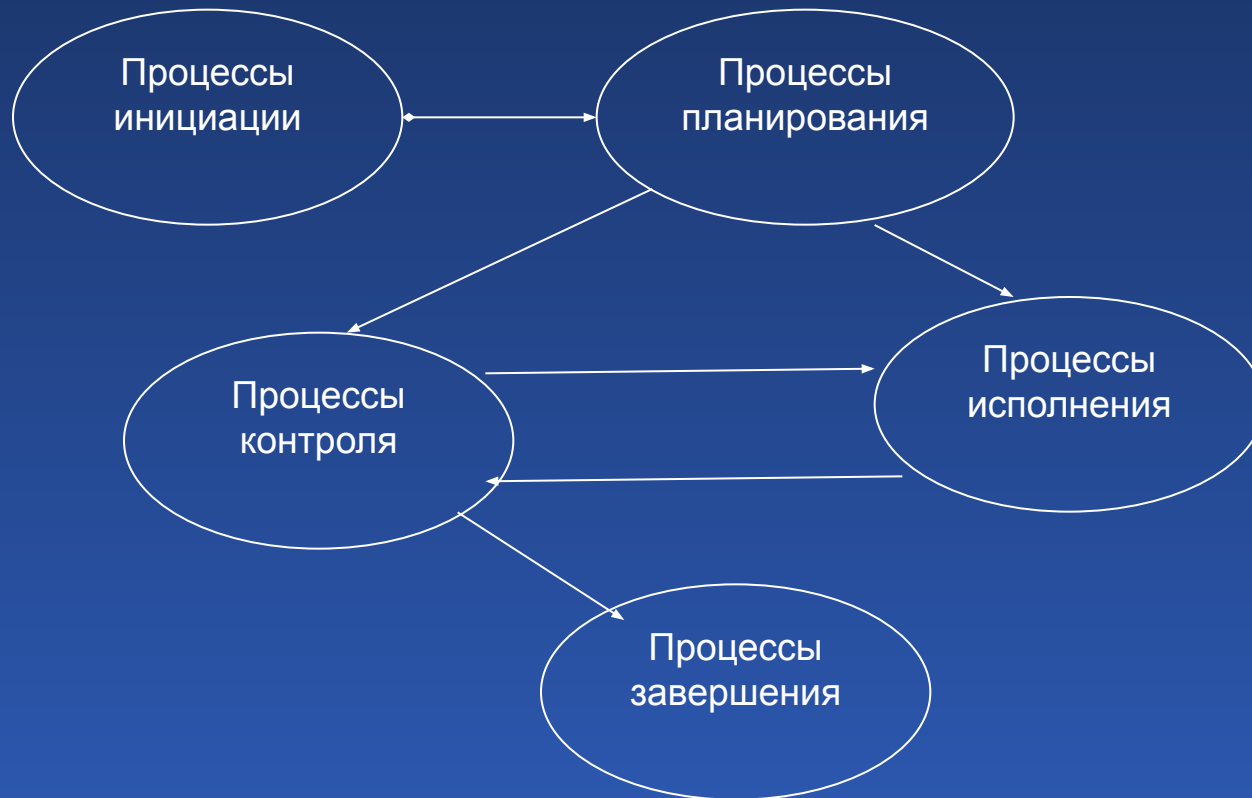 Процессы
инициации
Процессы
планирования
Процессы
контроля
Процессы
исполнения
Процессы
завершения